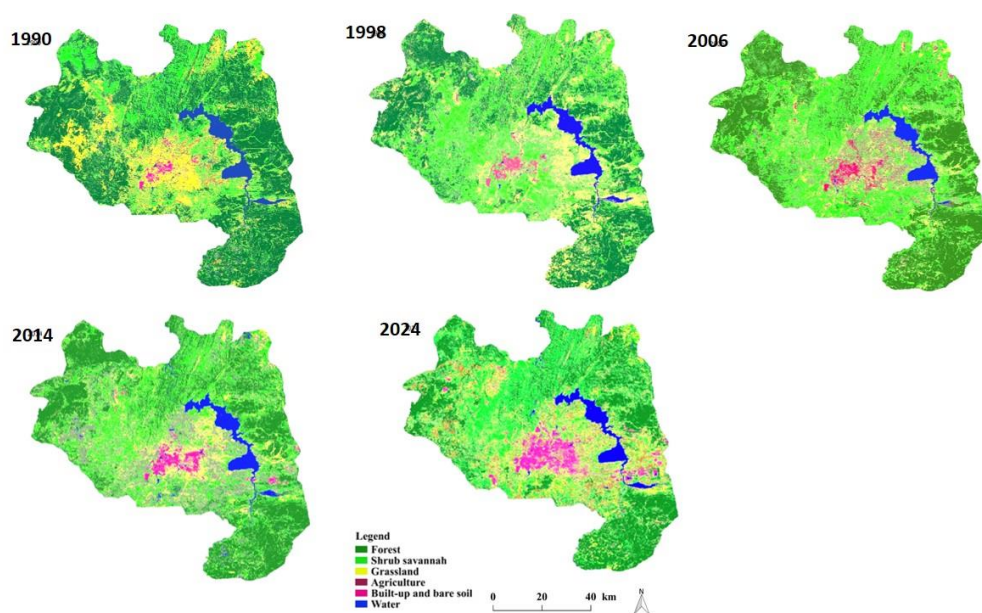 1990
1998
2006
2014
2024
Legend
Forest
Shrub savannah
Grassland
Agriculture
Built-up and bare soil
Water
0 20 40 km
N